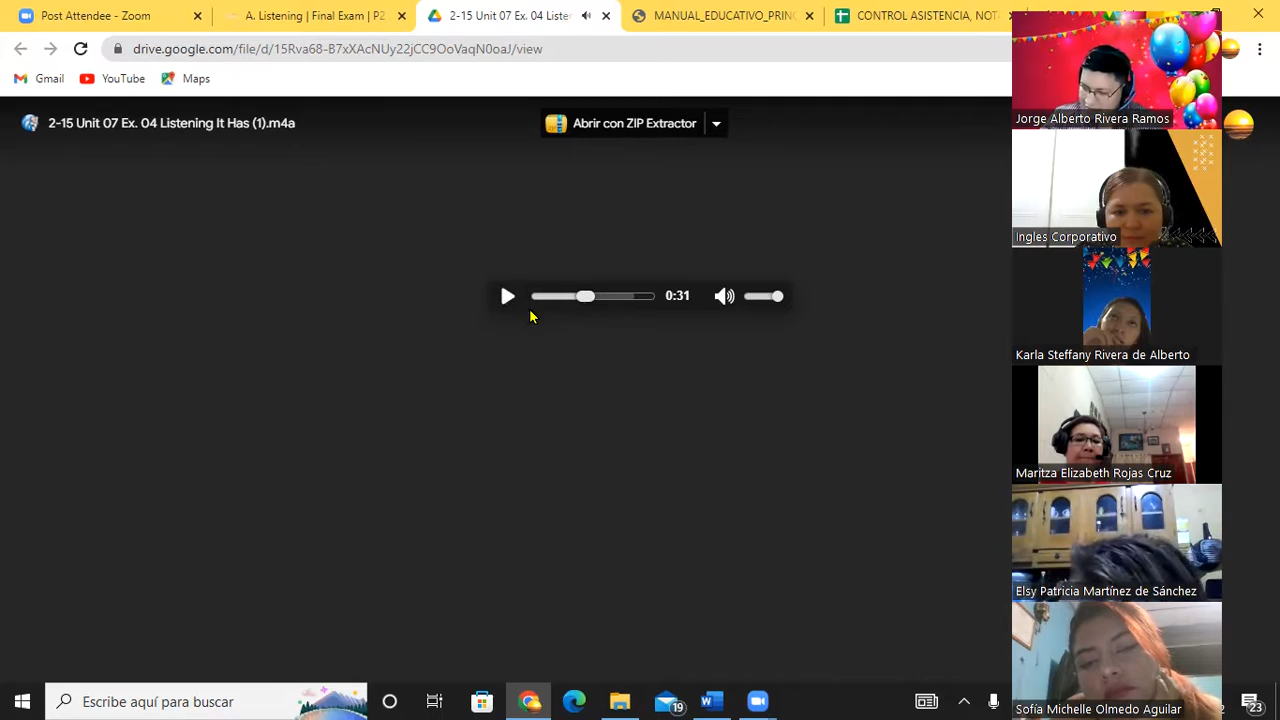 Post Attendee - Zoom
A. Listening | Final Exam | P2
2-15 Unit 07 Ex. 04 Listen
MANUAL_EDUCATIVO_PRINC
CONTROL ASISTENCIA, NOTA
drive.google.com/file/d/15Rva68-B7xXAcNUy22jCC9OoVaqN0oaJ/view
Gmail
YouTube
Maps
2-15 Unit 07 Ex. 04 Listening It Has (1).m4a
Abrir con ZIP Extractor
0:31
Jorge Alberto Rivera Ramos
Ingles Corporativo
Karla Steffany Rivera de Alberto
Maritza Elizabeth Rojas Cruz
Elsy Patricia Martínez de Sánchez
Sofía Michelle Olmedo Aguilar
Escribe aquí para buscar
19
23